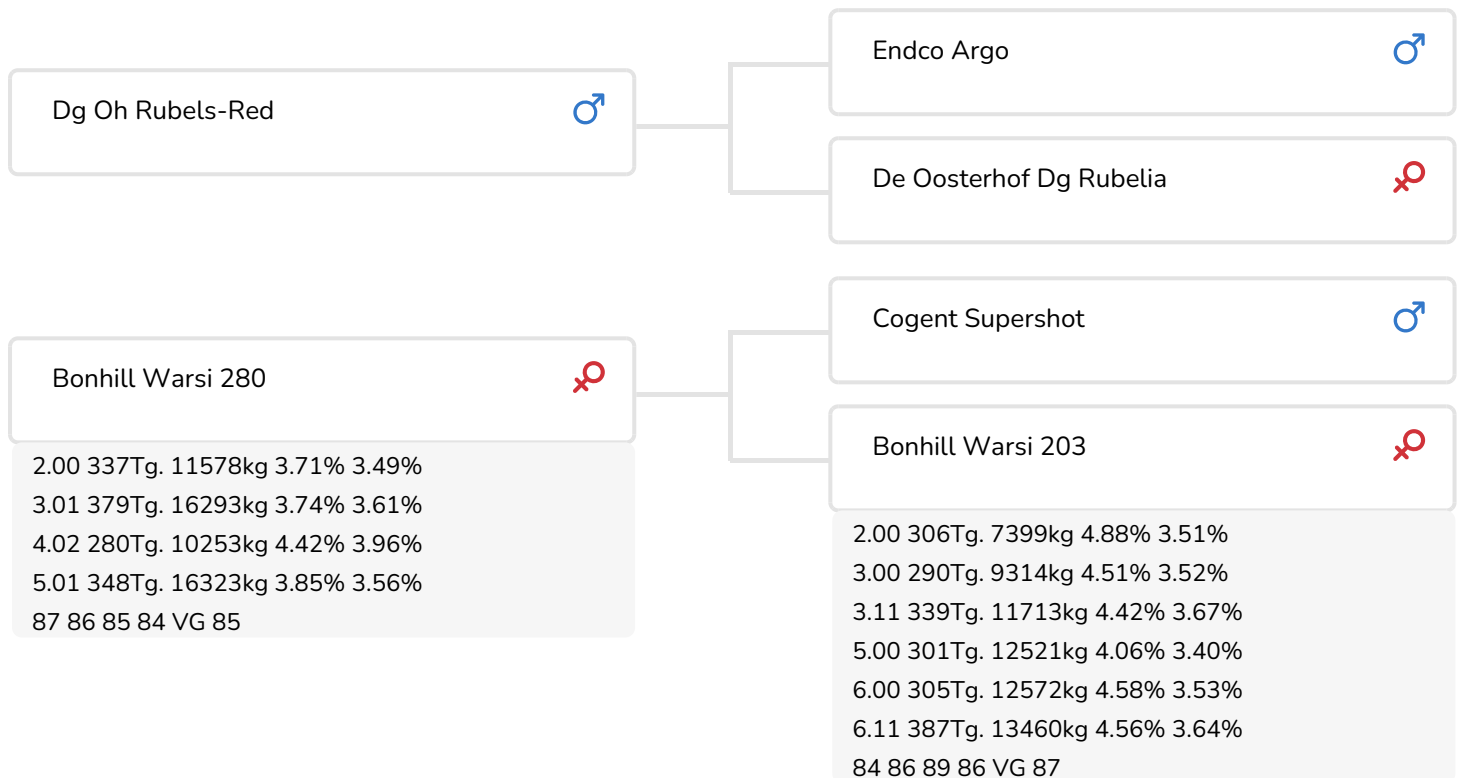 Dg Oh Rubels-Red
Endco Argo
De Oosterhof Dg Rubelia
Bonhill Warsi 280
2.00 337Tg. 11578kg 3.71% 3.49%
3.01 379Tg. 16293kg 3.74% 3.61%
4.02 280Tg. 10253kg 4.42% 3.96%
5.01 348Tg. 16323kg 3.85% 3.56%
87 86 85 84 VG 85
Cogent Supershot
Bonhill Warsi 203
2.00 306Tg. 7399kg 4.88% 3.51%
3.00 290Tg. 9314kg 4.51% 3.52%
3.11 339Tg. 11713kg 4.42% 3.67%
5.00 301Tg. 12521kg 4.06% 3.40%
6.00 305Tg. 12572kg 4.58% 3.53%
6.11 387Tg. 13460kg 4.56% 3.64%
84 86 89 86 VG 87